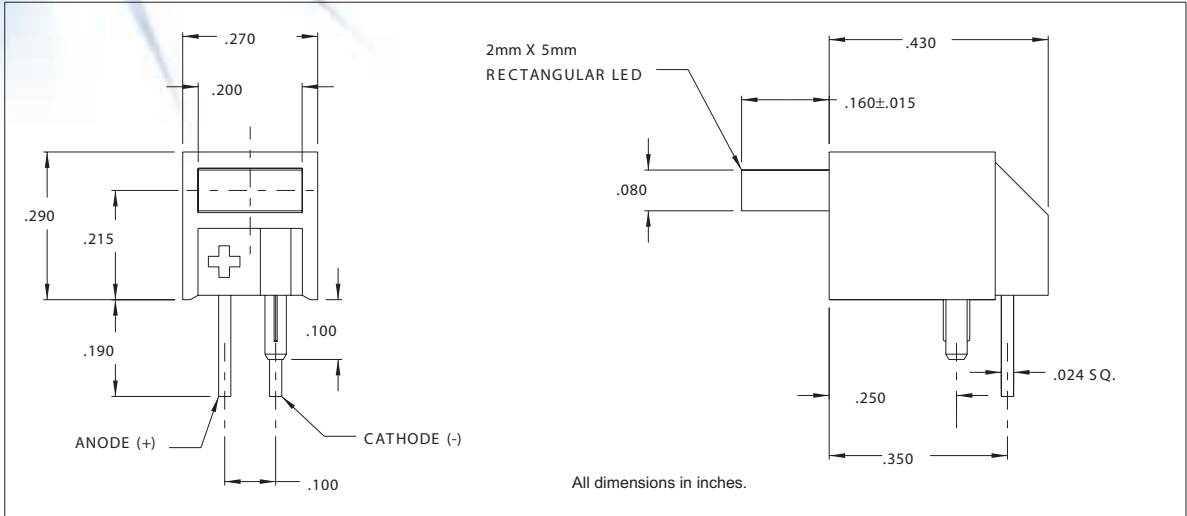 .270
.200
.290
.215
.190
.100
ANODE (+)
CATHODE (-)
.100
2mm X 5mm
RECTANGULAR LED
.430
.160±.015
.080
.024 SQ.
.250
.350
All dimensions in inches.